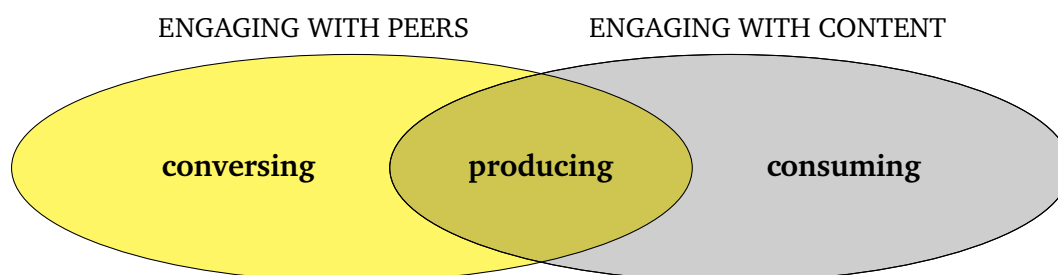 ENGAGING WITH PEERS ENGAGING WITH CONTENT
conversing producing consuming